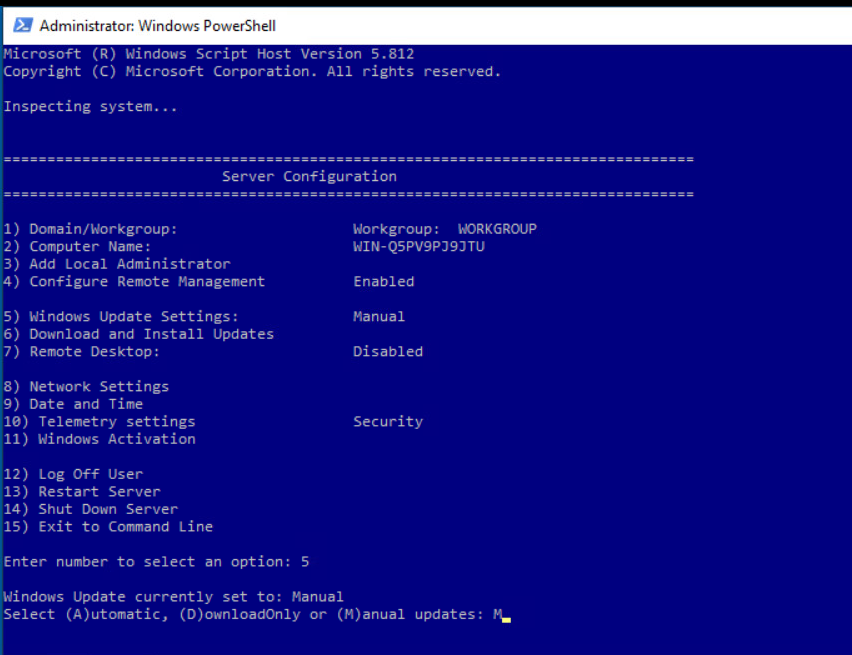 Administrator: Windows PowerShell
Microsoft (R) Windows Script Host Version 5.812
Copyright (C) Microsoft Corporation. All rights reserved.
Inspecting system...
===============================================================================
Server Configuration
===============================================================================
1) Domain/Workgroup: Workgroup: WORKGROUP
2) Computer Name: WIN-Q5PV9PJ9JTU
3) Add Local Administrator
4) Configure Remote Management Enabled
5) Windows Update Settings: Manual
6) Download and Install Updates
7) Remote Desktop: Disabled
8) Network Settings
9) Date and Time
10) Telemetry settings Security
11) Windows Activation
12) Log Off User
13) Restart Server
14) Shut Down Server
15) Exit to Command Line
Enter number to select an option: 5
Windows Update currently set to: Manual
Select (A)utomatic, (D)ownloadOnly or (M)anual updates: M